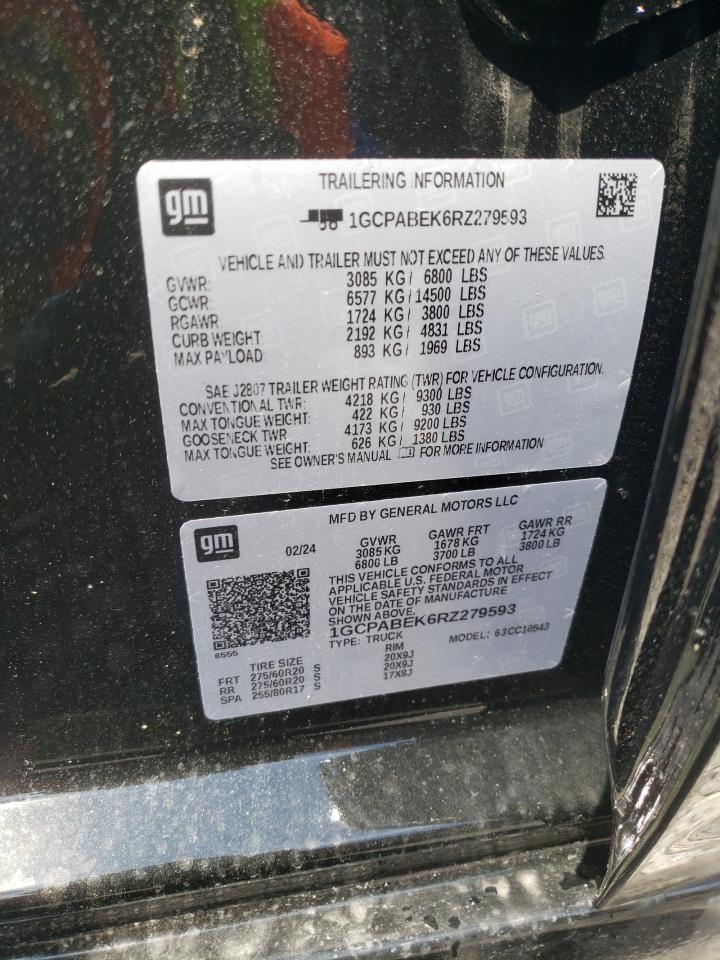 gm
TRAILERING INFORMATION
1GCPABEK6RZ279593
VEHICLE AND TRAILER MUST NOT EXCEED ANY OF THESE VALUES.
GVWR: 3085 KG / 6800 LBS
GCWR: 6577 KG / 14500 LBS
RGAWR: 1724 KG / 3800 LBS
CURB WEIGHT: 2192 KG / 4831 LBS
MAX PAYLOAD: 893 KG / 1969 LBS
SAE J2807 TRAILER WEIGHT RATING (TWR) FOR VEHICLE CONFIGURATION.
CONVENTIONAL TWR: 4218 KG / 9300 LBS
MAX TONGUE WEIGHT: 422 KG / 930 LBS
GOOSENECK TWR 4173 KG / 9200 LBS
MAX TONGUE WEIGHT: 626 KG / 1380 LBS
SEE OWNER'S MANUAL FOR MORE INFORMATION
gm
MFD BY GENERAL MOTORS LLC
02/24 GVWR GAWR FRT GAWR RR
3085 KG 1678 KG 1724 KG
6800 LB 3700 LB 3800 LB
THIS VEHICLE CONFORMS TO ALL
APPLICABLE U.S. FEDERAL MOTOR
VEHICLE SAFETY STANDARDS IN EFFECT
ON THE DATE OF MANUFACTURE
SHOWN ABOVE.
1GCPABEK6RZ279593
TYPE: TRUCK MODEL: 63CC10543
8555
TIRE SIZE RIM
FRT 275/60R20 S 20X9J
RR 275/60R20 S 20X9J
SPA 255/80R17 S 17X8J